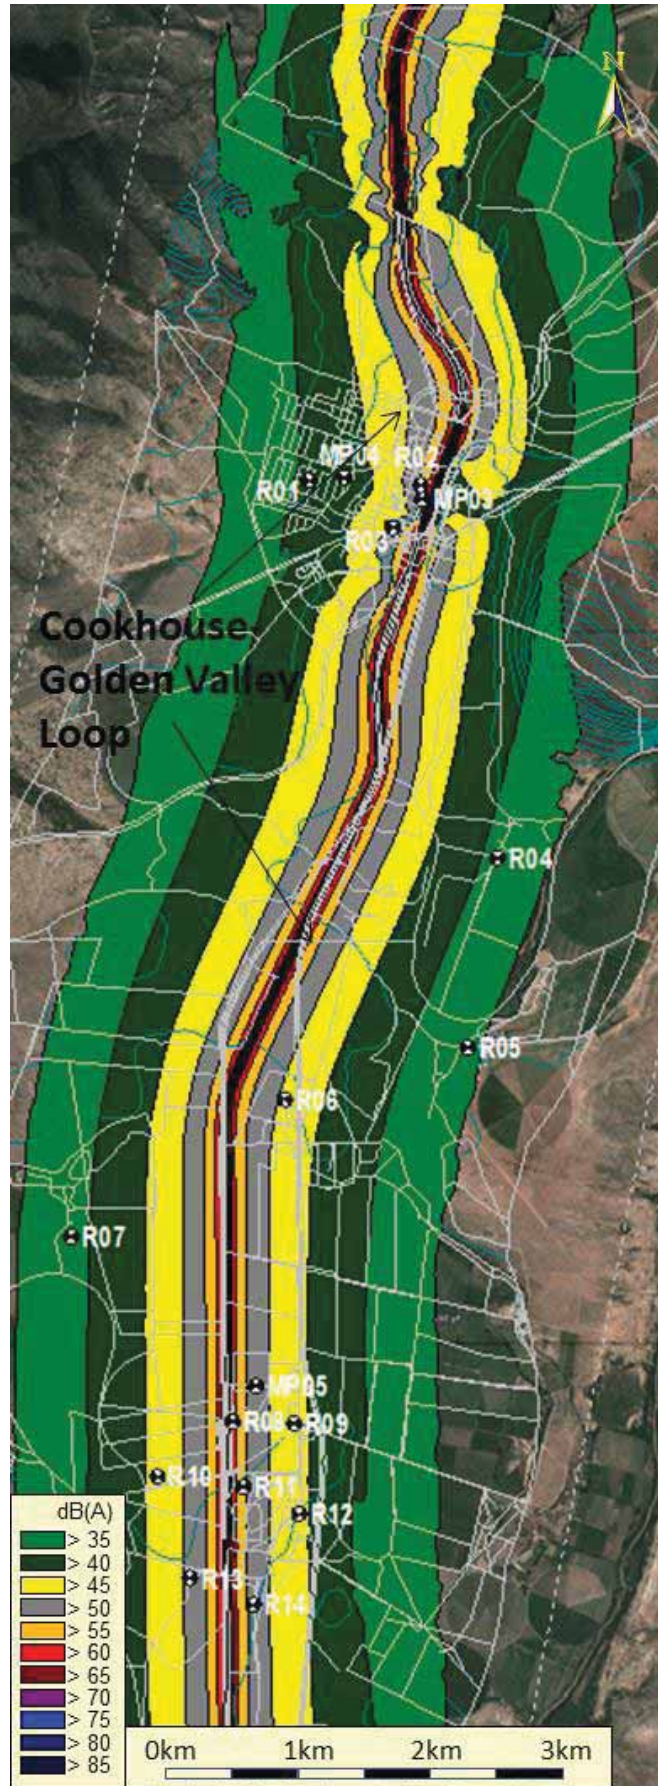 N
MP04
R02
R01
MP03
R03
Cookhouse-
Golden Valley
Loop
R04
R05
R06
R07
MP05
R08
R09
R10
R11
R12
R13
R14
dB(A)
> 35
> 40
> 45
> 50
> 55
> 60
> 65
> 70
> 75
> 80
> 85
0km 1km 2km 3km